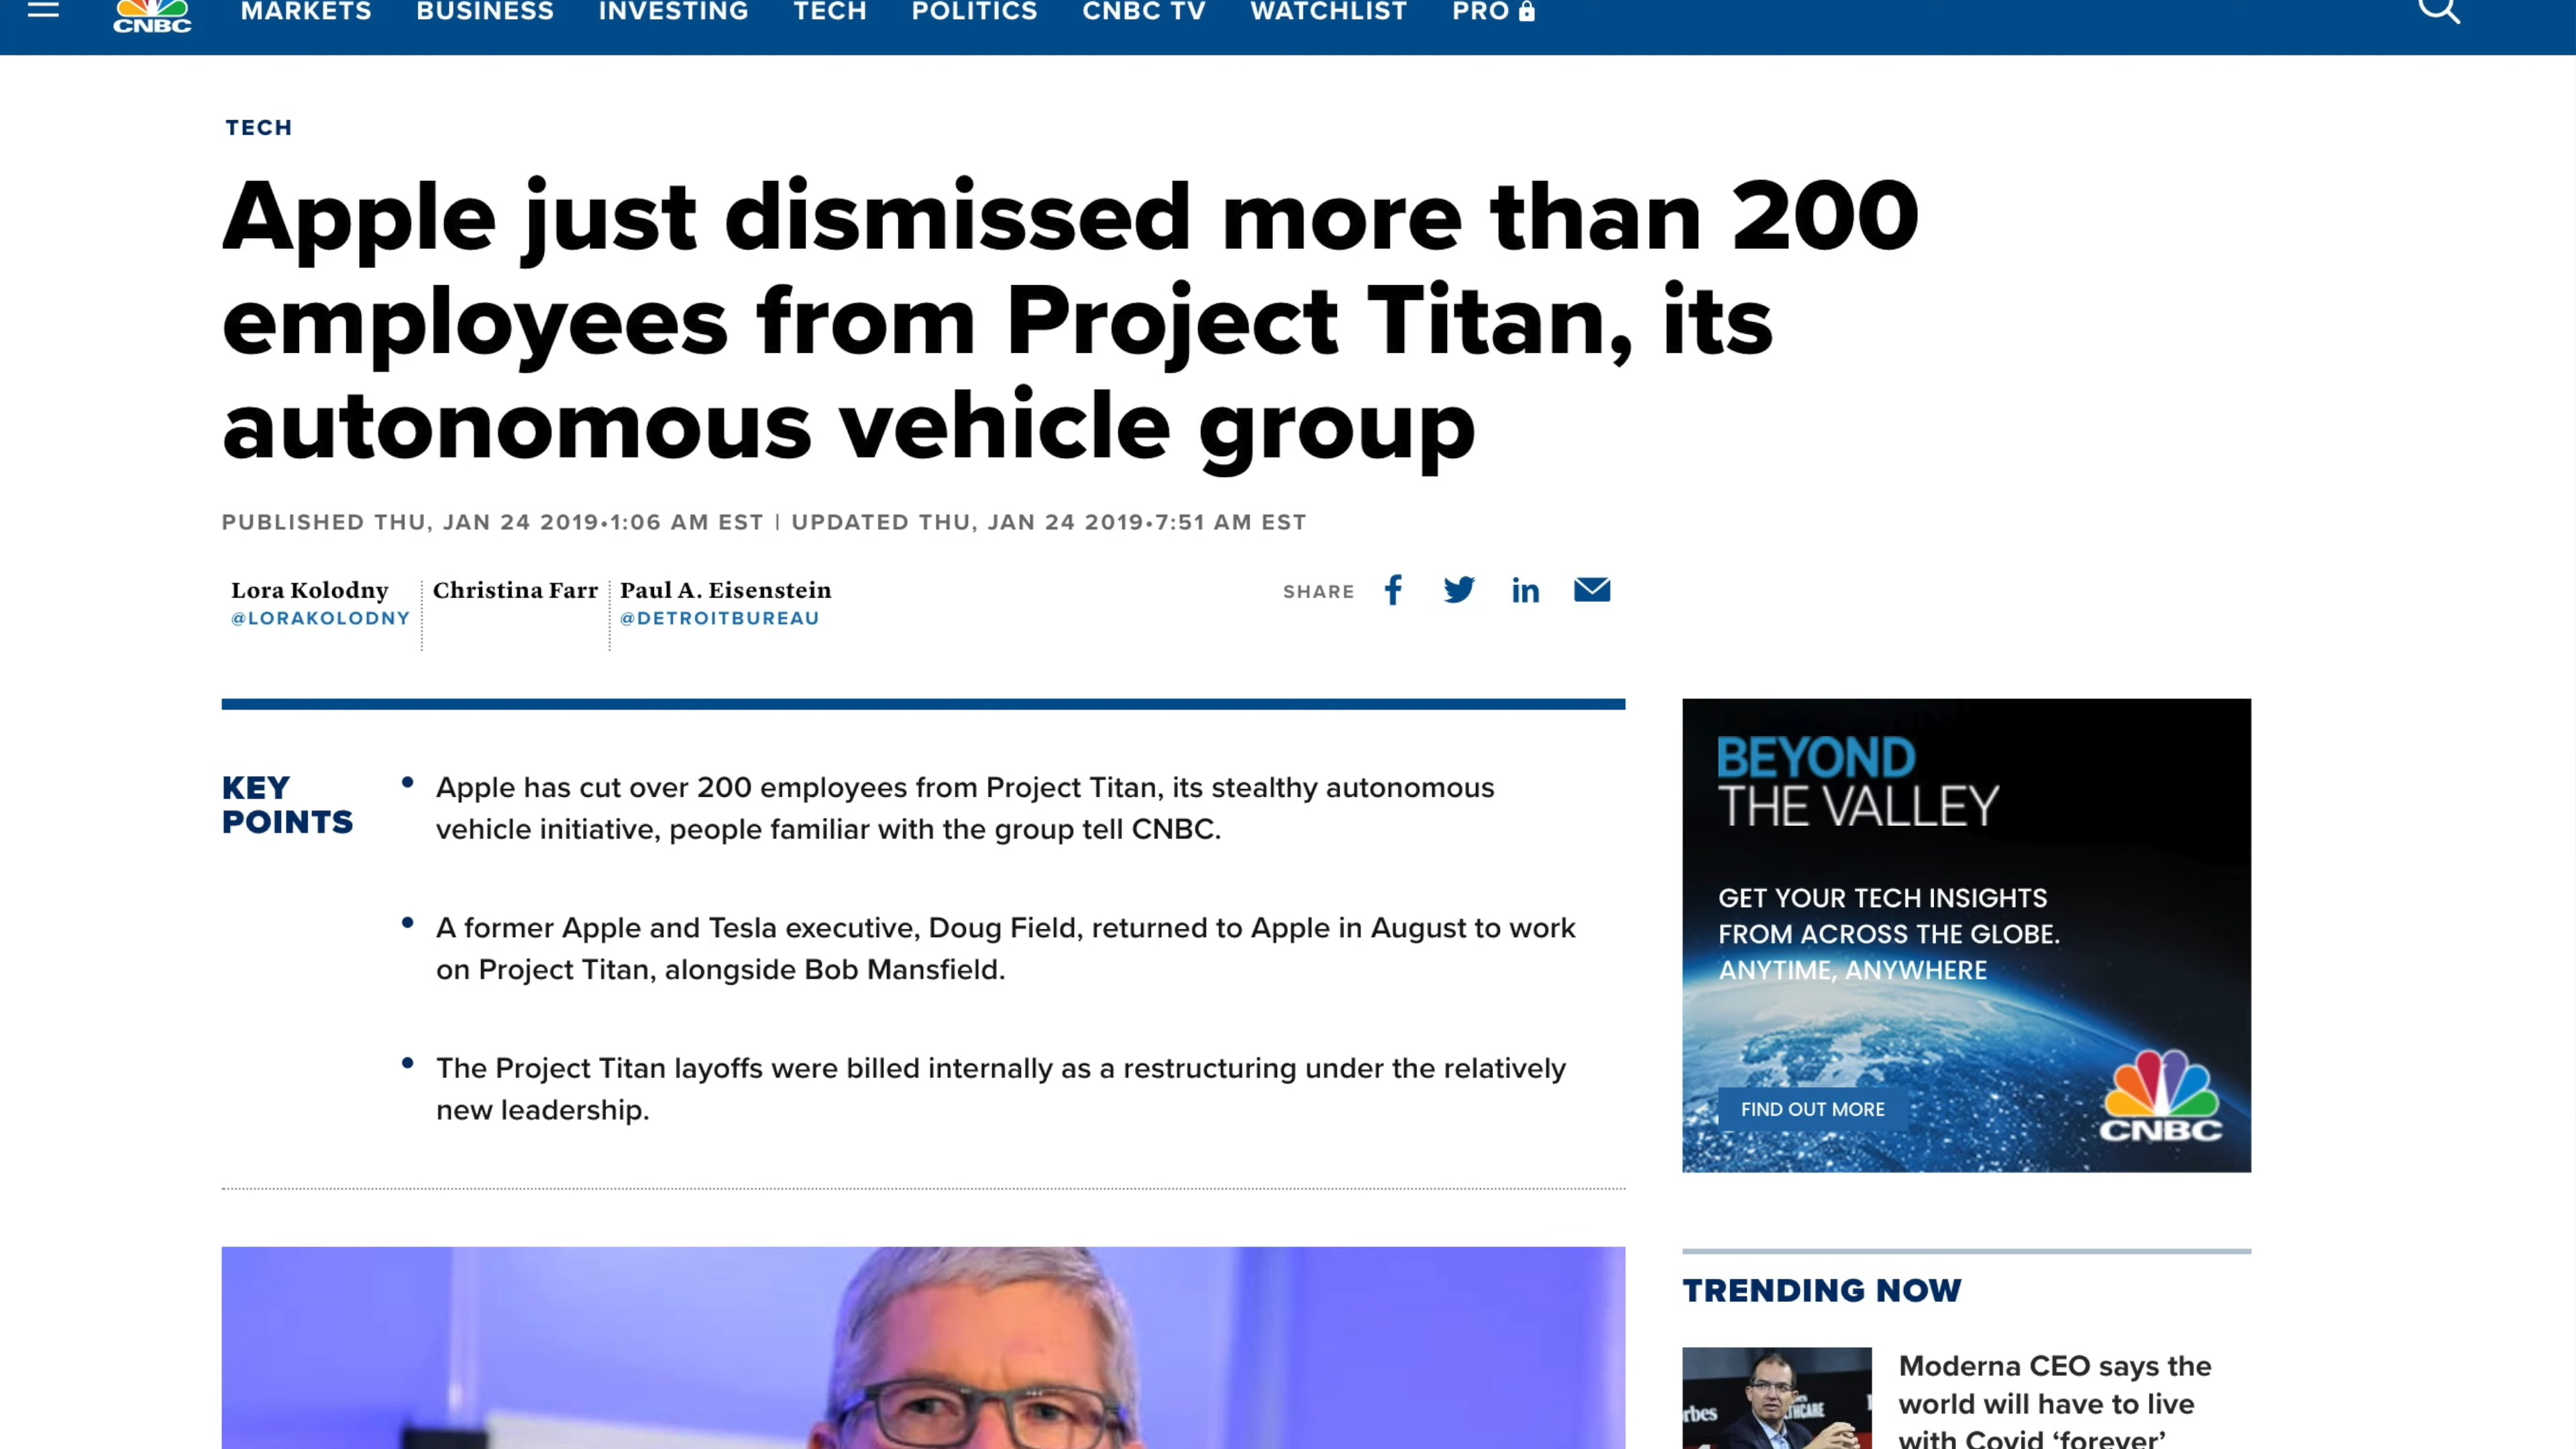 CNBC
MARKETS BUSINESS INVESTING TECH POLITICS CNBC TV WATCHLIST PRO
TECH
Apple just dismissed more than 200
employees from Project Titan, its
autonomous vehicle group
PUBLISHED THU, JAN 24 2019•1:06 AM EST | UPDATED THU, JAN 24 2019•7:51 AM EST
Lora Kolodny
@LORAKOLODNY
Christina Farr
Paul A. Eisenstein
@DETROITBUREAU
SHARE
KEY
POINTS
• Apple has cut over 200 employees from Project Titan, its stealthy autonomous
vehicle initiative, people familiar with the group tell CNBC.
• A former Apple and Tesla executive, Doug Field, returned to Apple in August to work
on Project Titan, alongside Bob Mansfield.
• The Project Titan layoffs were billed internally as a restructuring under the relatively
new leadership.
BEYOND
THE VALLEY
GET YOUR TECH INSIGHTS
FROM ACROSS THE GLOBE.
ANYTIME, ANYWHERE
FIND OUT MORE
CNBC
TRENDING NOW
Moderna CEO says the
world will have to live
with Covid ‘forever’